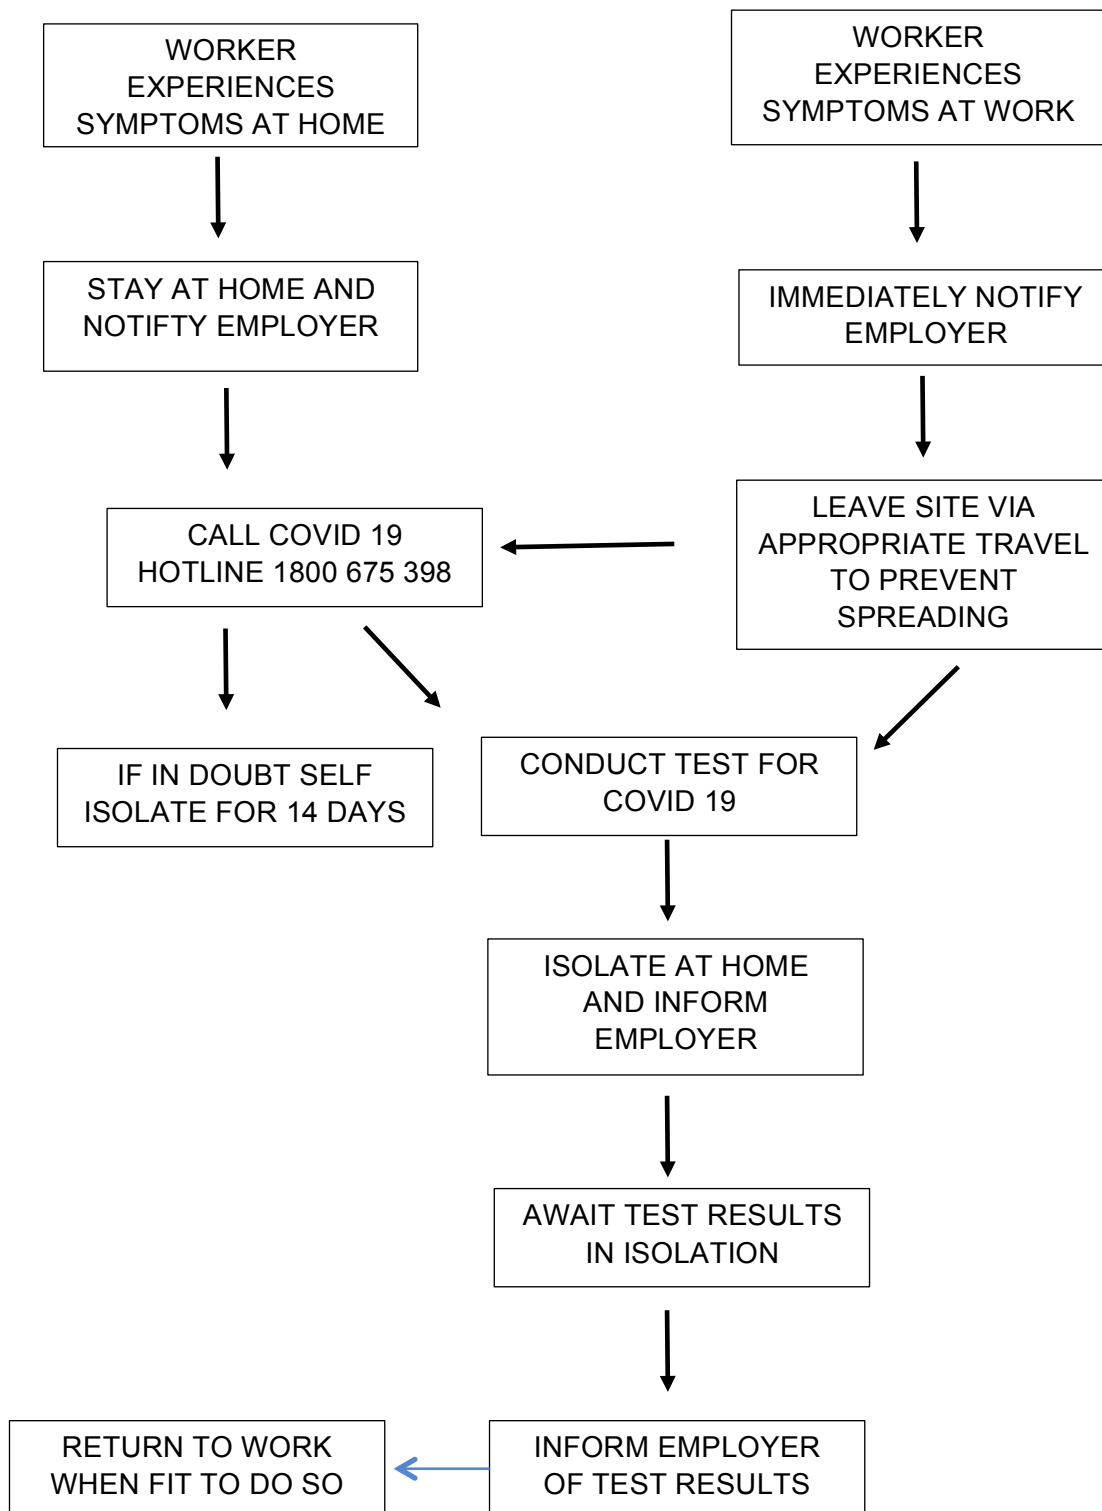 WORKER
EXPERIENCES
SYMPTOMS AT HOME
WORKER
EXPERIENCES
SYMPTOMS AT WORK
STAY AT HOME AND
NOTIFTY EMPLOYER
IMMEDIATELY NOTIFY
EMPLOYER
CALL COVID 19
HOTLINE 1800 675 398
LEAVE SITE VIA
APPROPRIATE TRAVEL
TO PREVENT
SPREADING
IF IN DOUBT SELF
ISOLATE FOR 14 DAYS
CONDUCT TEST FOR
COVID 19
ISOLATE AT HOME
AND INFORM
EMPLOYER
AWAIT TEST RESULTS
IN ISOLATION
RETURN TO WORK
WHEN FIT TO DO SO
INFORM EMPLOYER
OF TEST RESULTS